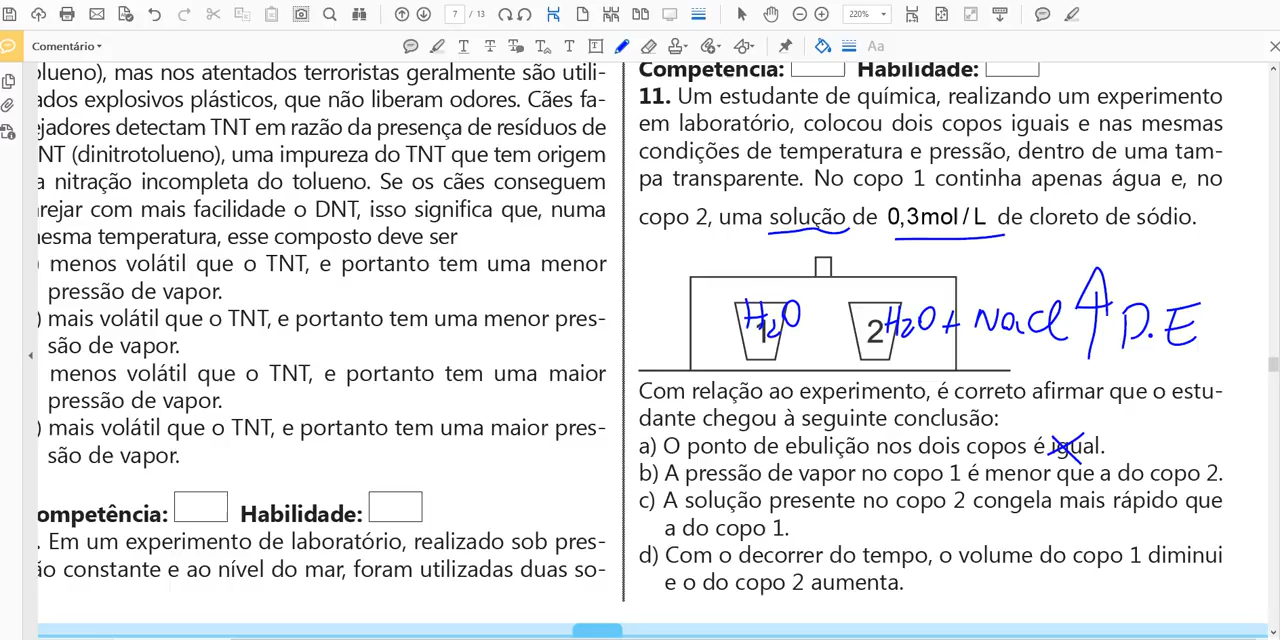 7 / 13
220%
Comentário
olueno), mas nos atentados terroristas geralmente são utili-
ados explosivos plásticos, que não liberam odores. Cães fa-
ejadores detectam TNT em razão da presença de resíduos de
NT (dinitrotolueno), uma impureza do TNT que tem origem
a nitração incompleta do tolueno. Se os cães conseguem
arejar com mais facilidade o DNT, isso significa que, numa
esma temperatura, esse composto deve ser
) menos volátil que o TNT, e portanto tem uma menor
pressão de vapor.
) mais volátil que o TNT, e portanto tem uma menor pres-
são de vapor.
menos volátil que o TNT, e portanto tem uma maior
pressão de vapor.
) mais volátil que o TNT, e portanto tem uma maior pres-
são de vapor.
ompetência: Habilidade:
. Em um experimento de laboratório, realizado sob pres-
ão constante e ao nível do mar, foram utilizadas duas so-
Competência: Habilidade:
11. Um estudante de química, realizando um experimento
em laboratório, colocou dois copos iguais e nas mesmas
condições de temperatura e pressão, dentro de uma tam-
pa transparente. No copo 1 continha apenas água e, no
copo 2, uma solução de 0,3mol / L de cloreto de sódio.
H2O 1 2 H2O + NaCl ↑ D.E
Com relação ao experimento, é correto afirmar que o estu-
dante chegou à seguinte conclusão:
a) O ponto de ebulição nos dois copos é igual.
b) A pressão de vapor no copo 1 é menor que a do copo 2.
c) A solução presente no copo 2 congela mais rápido que
a do copo 1.
d) Com o decorrer do tempo, o volume do copo 1 diminui
e o do copo 2 aumenta.